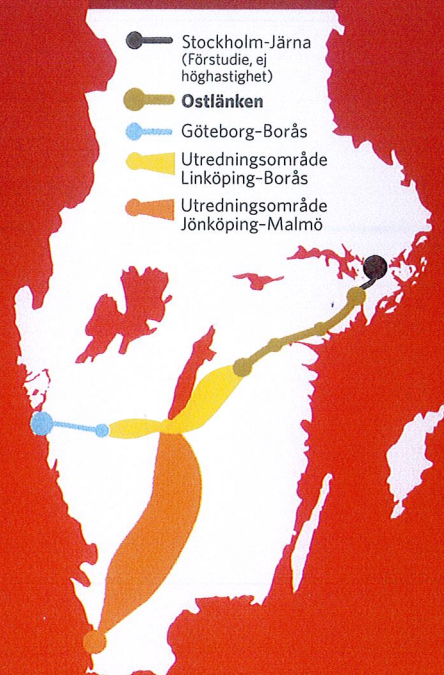 Stockholm-Järna
(Förstudie, ej
höghastighet)
Ostlänken
Göteborg-Borås
Utredningsområde
Linköping-Borås
Utredningsområde
Jönköping-Malmö